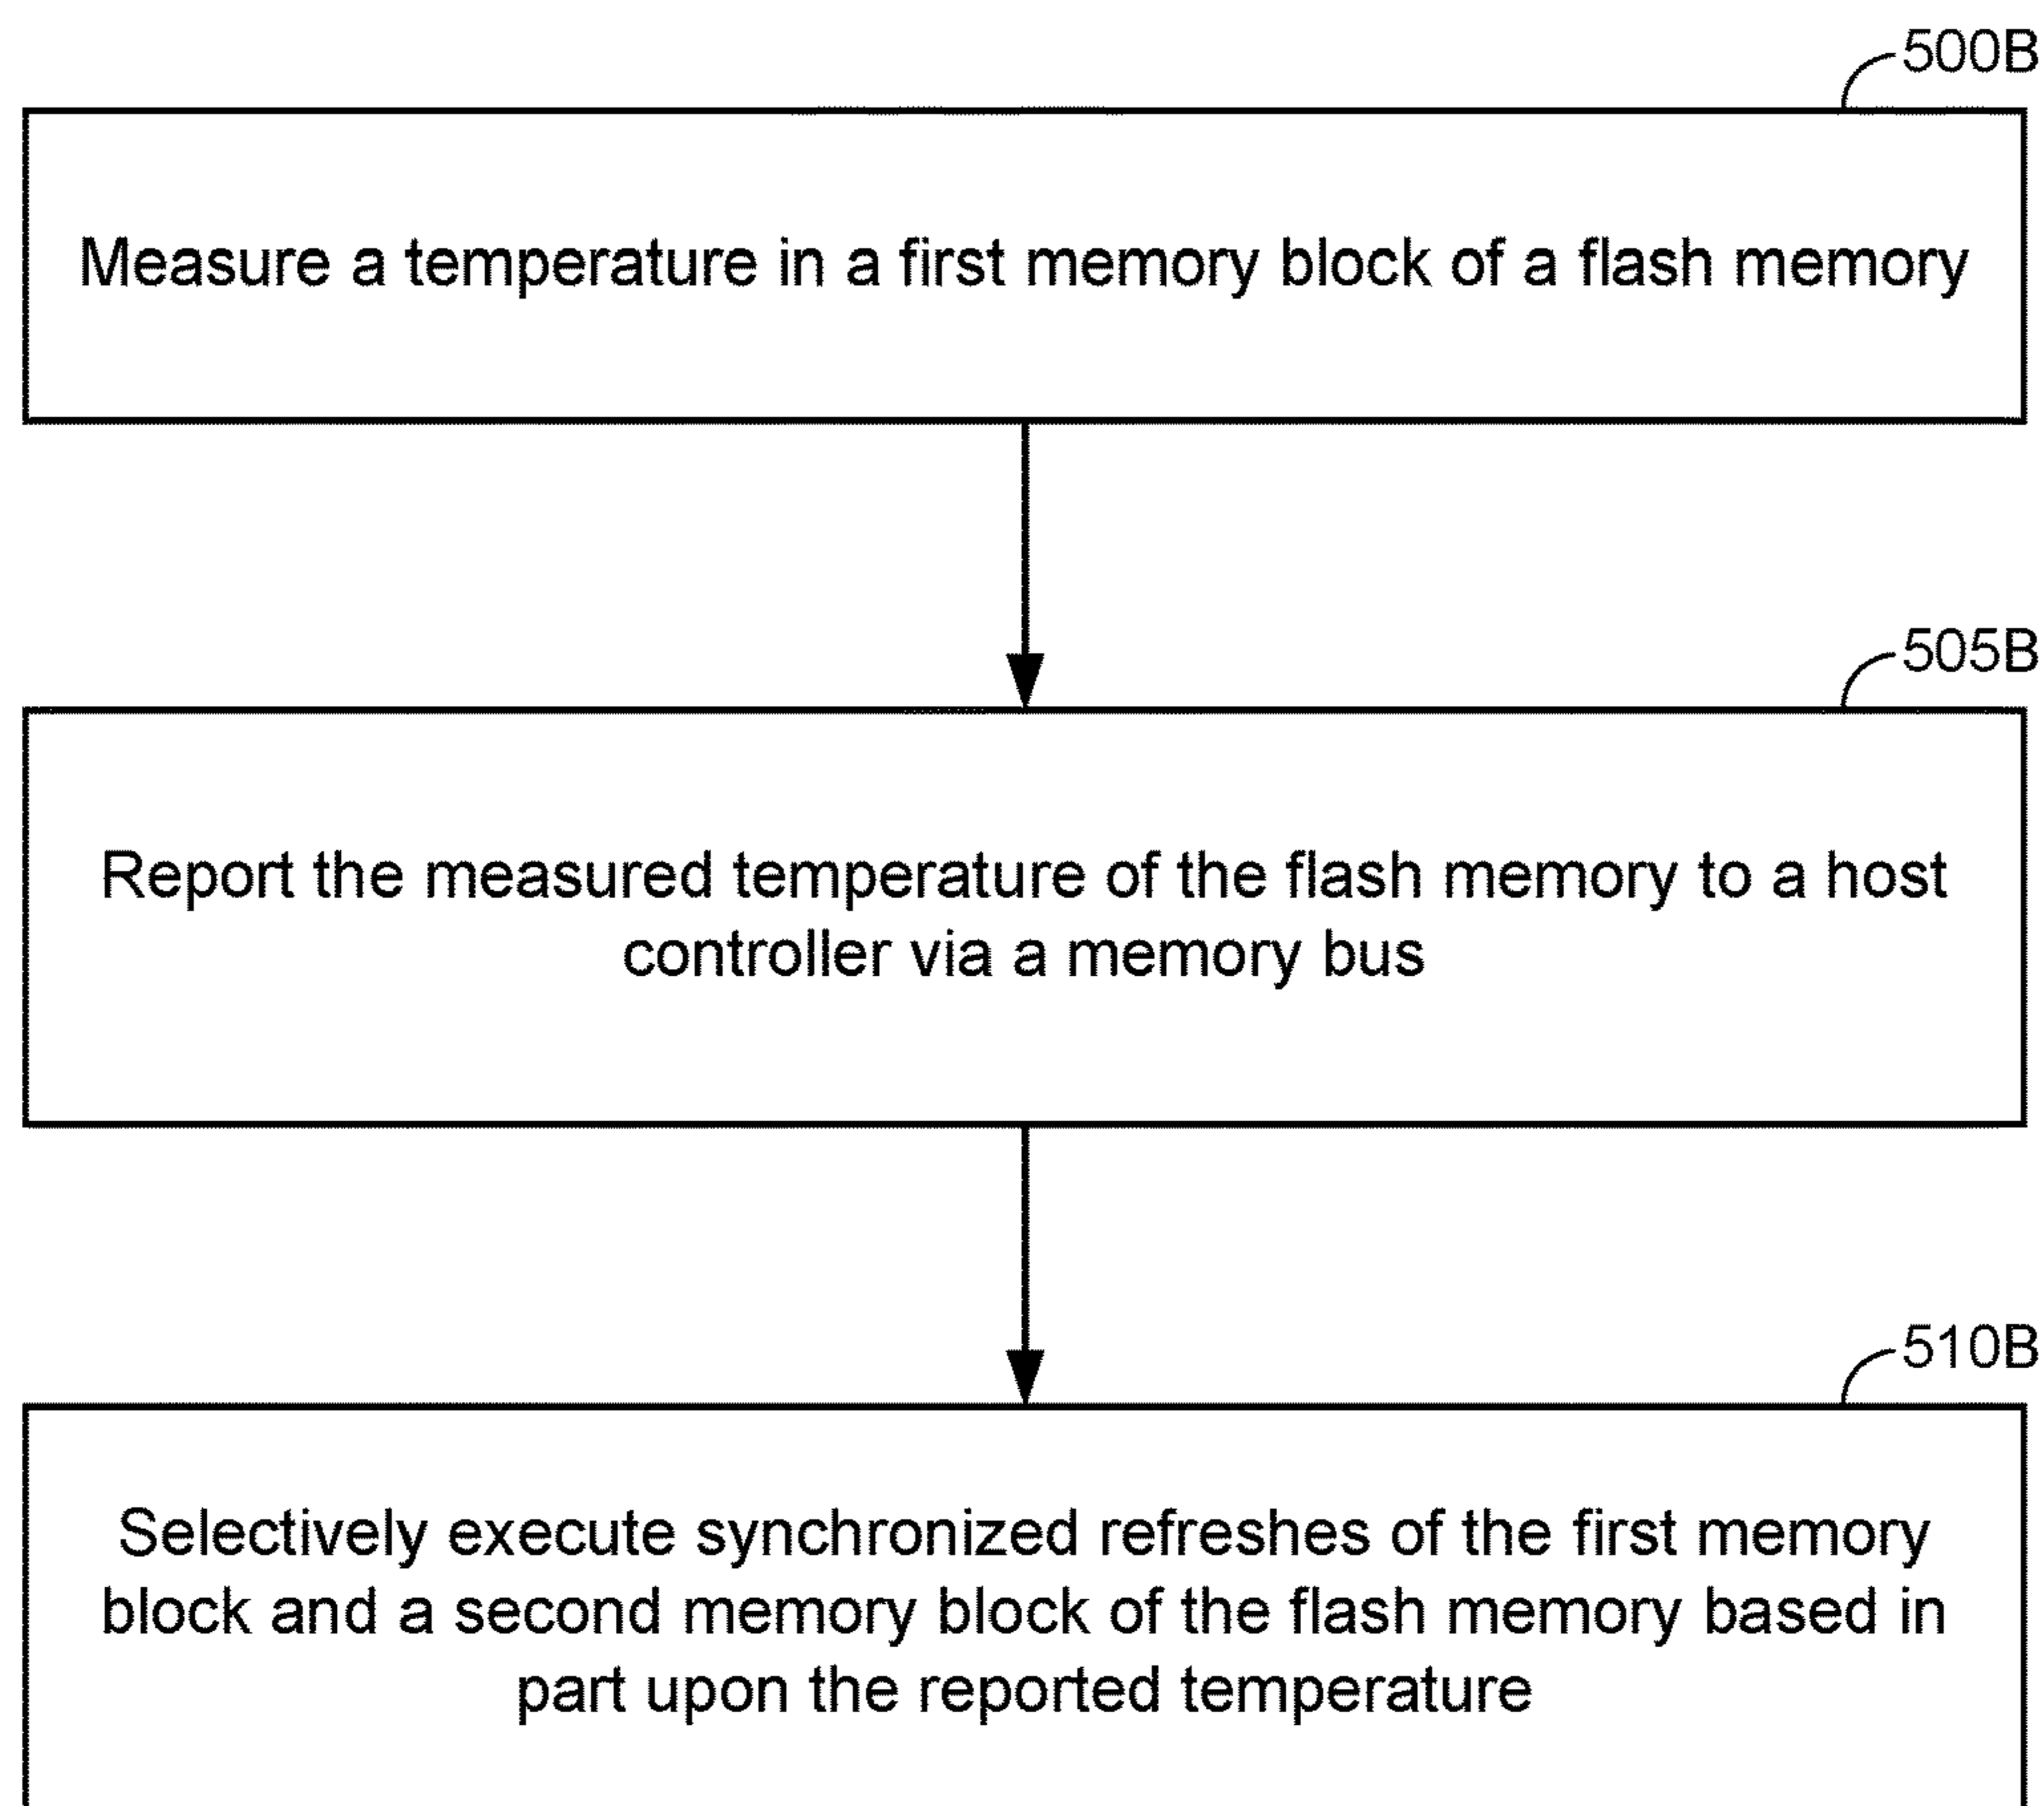 500B
Measure a temperature in a first memory block of a flash memory
505B
Report the measured temperature of the flash memory to a host
controller via a memory bus
510B
Selectively execute synchronized refreshes of the first memory
block and a second memory block of the flash memory based in
part upon the reported temperature